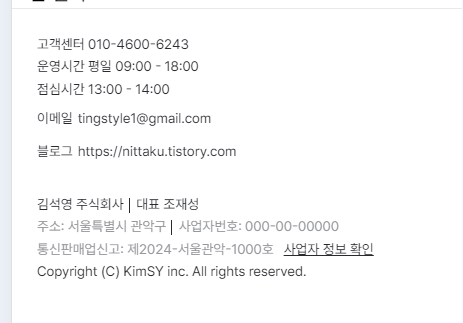 고객센터 010-4600-6243
운영시간 평일 09:00 - 18:00
점심시간 13:00 - 14:00
이메일 tingstyle1@gmail.com
블로그 https://nittaku.tistory.com
김석영 주식회사 | 대표 조재성
주소: 서울특별시 관악구 | 사업자번호: 000-00-00000
통신판매업신고: 제2024-서울관악-1000호 사업자 정보 확인
Copyright (C) KimSY inc. All rights reserved.